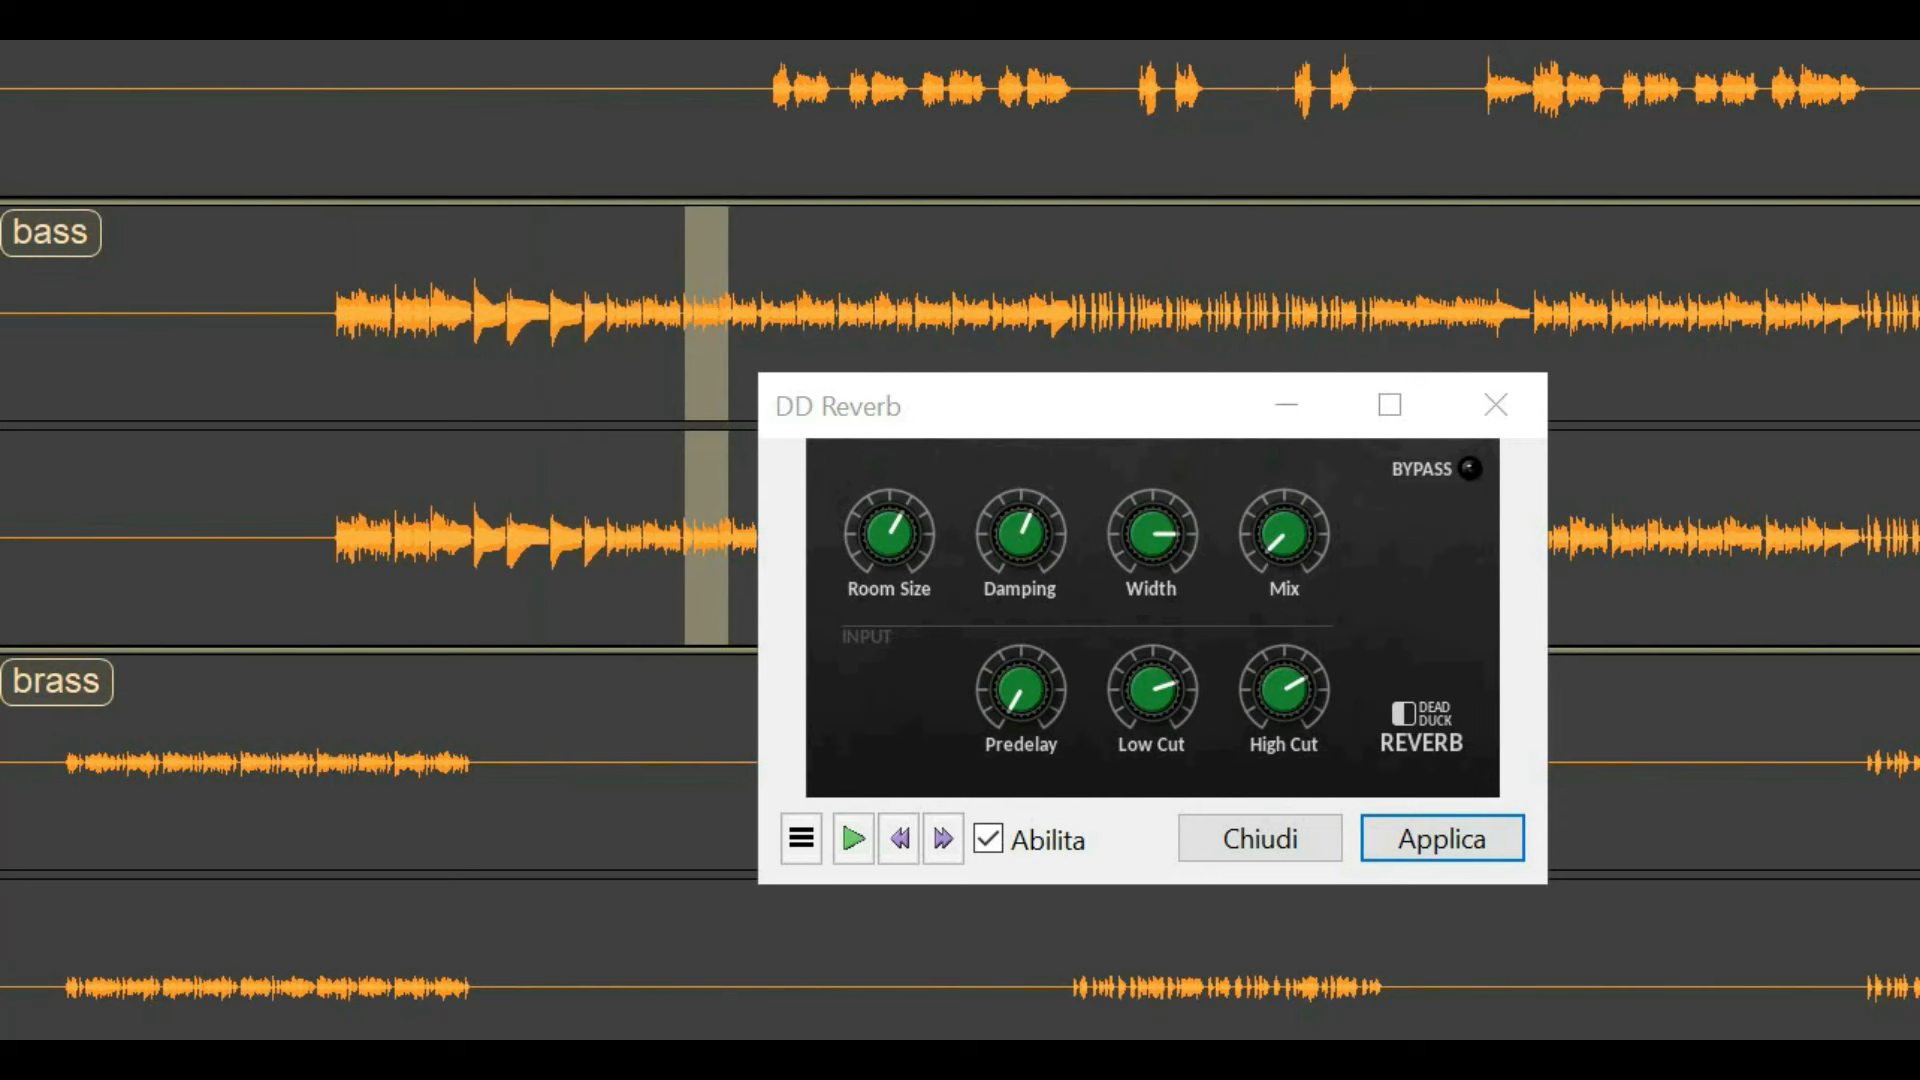 bass
DD Reverb
BYPASS
Room Size
Damping
Width
Mix
INPUT
Predelay
Low Cut
High Cut
DEAD
DUCK
REVERB
brass
Abilita
Chiudi
Applica